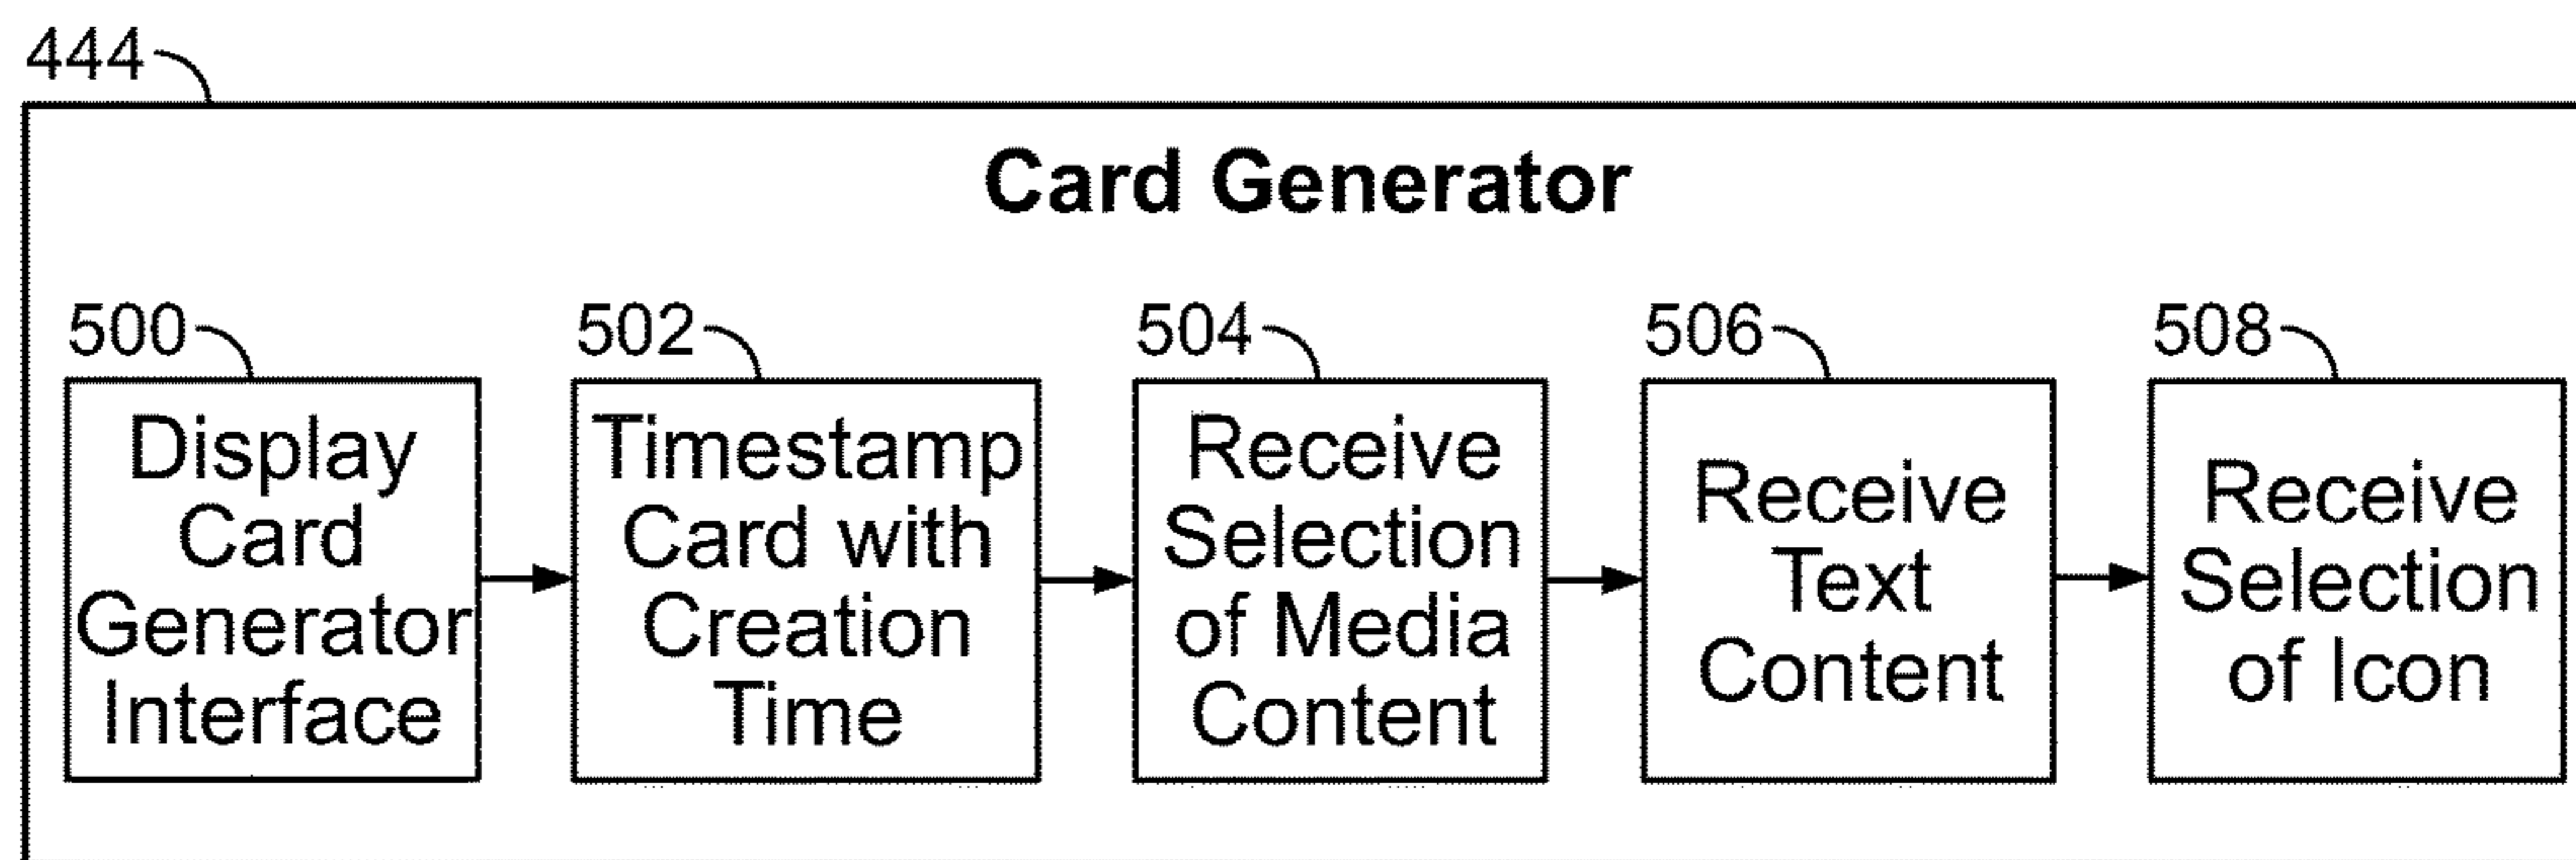 444
Card Generator
500
Display
Card
Generator
Interface
502
Timestamp
Card with
Creation
Time
504
Receive
Selection
of Media
Content
506
Receive
Text
Content
508
Receive
Selection
of Icon